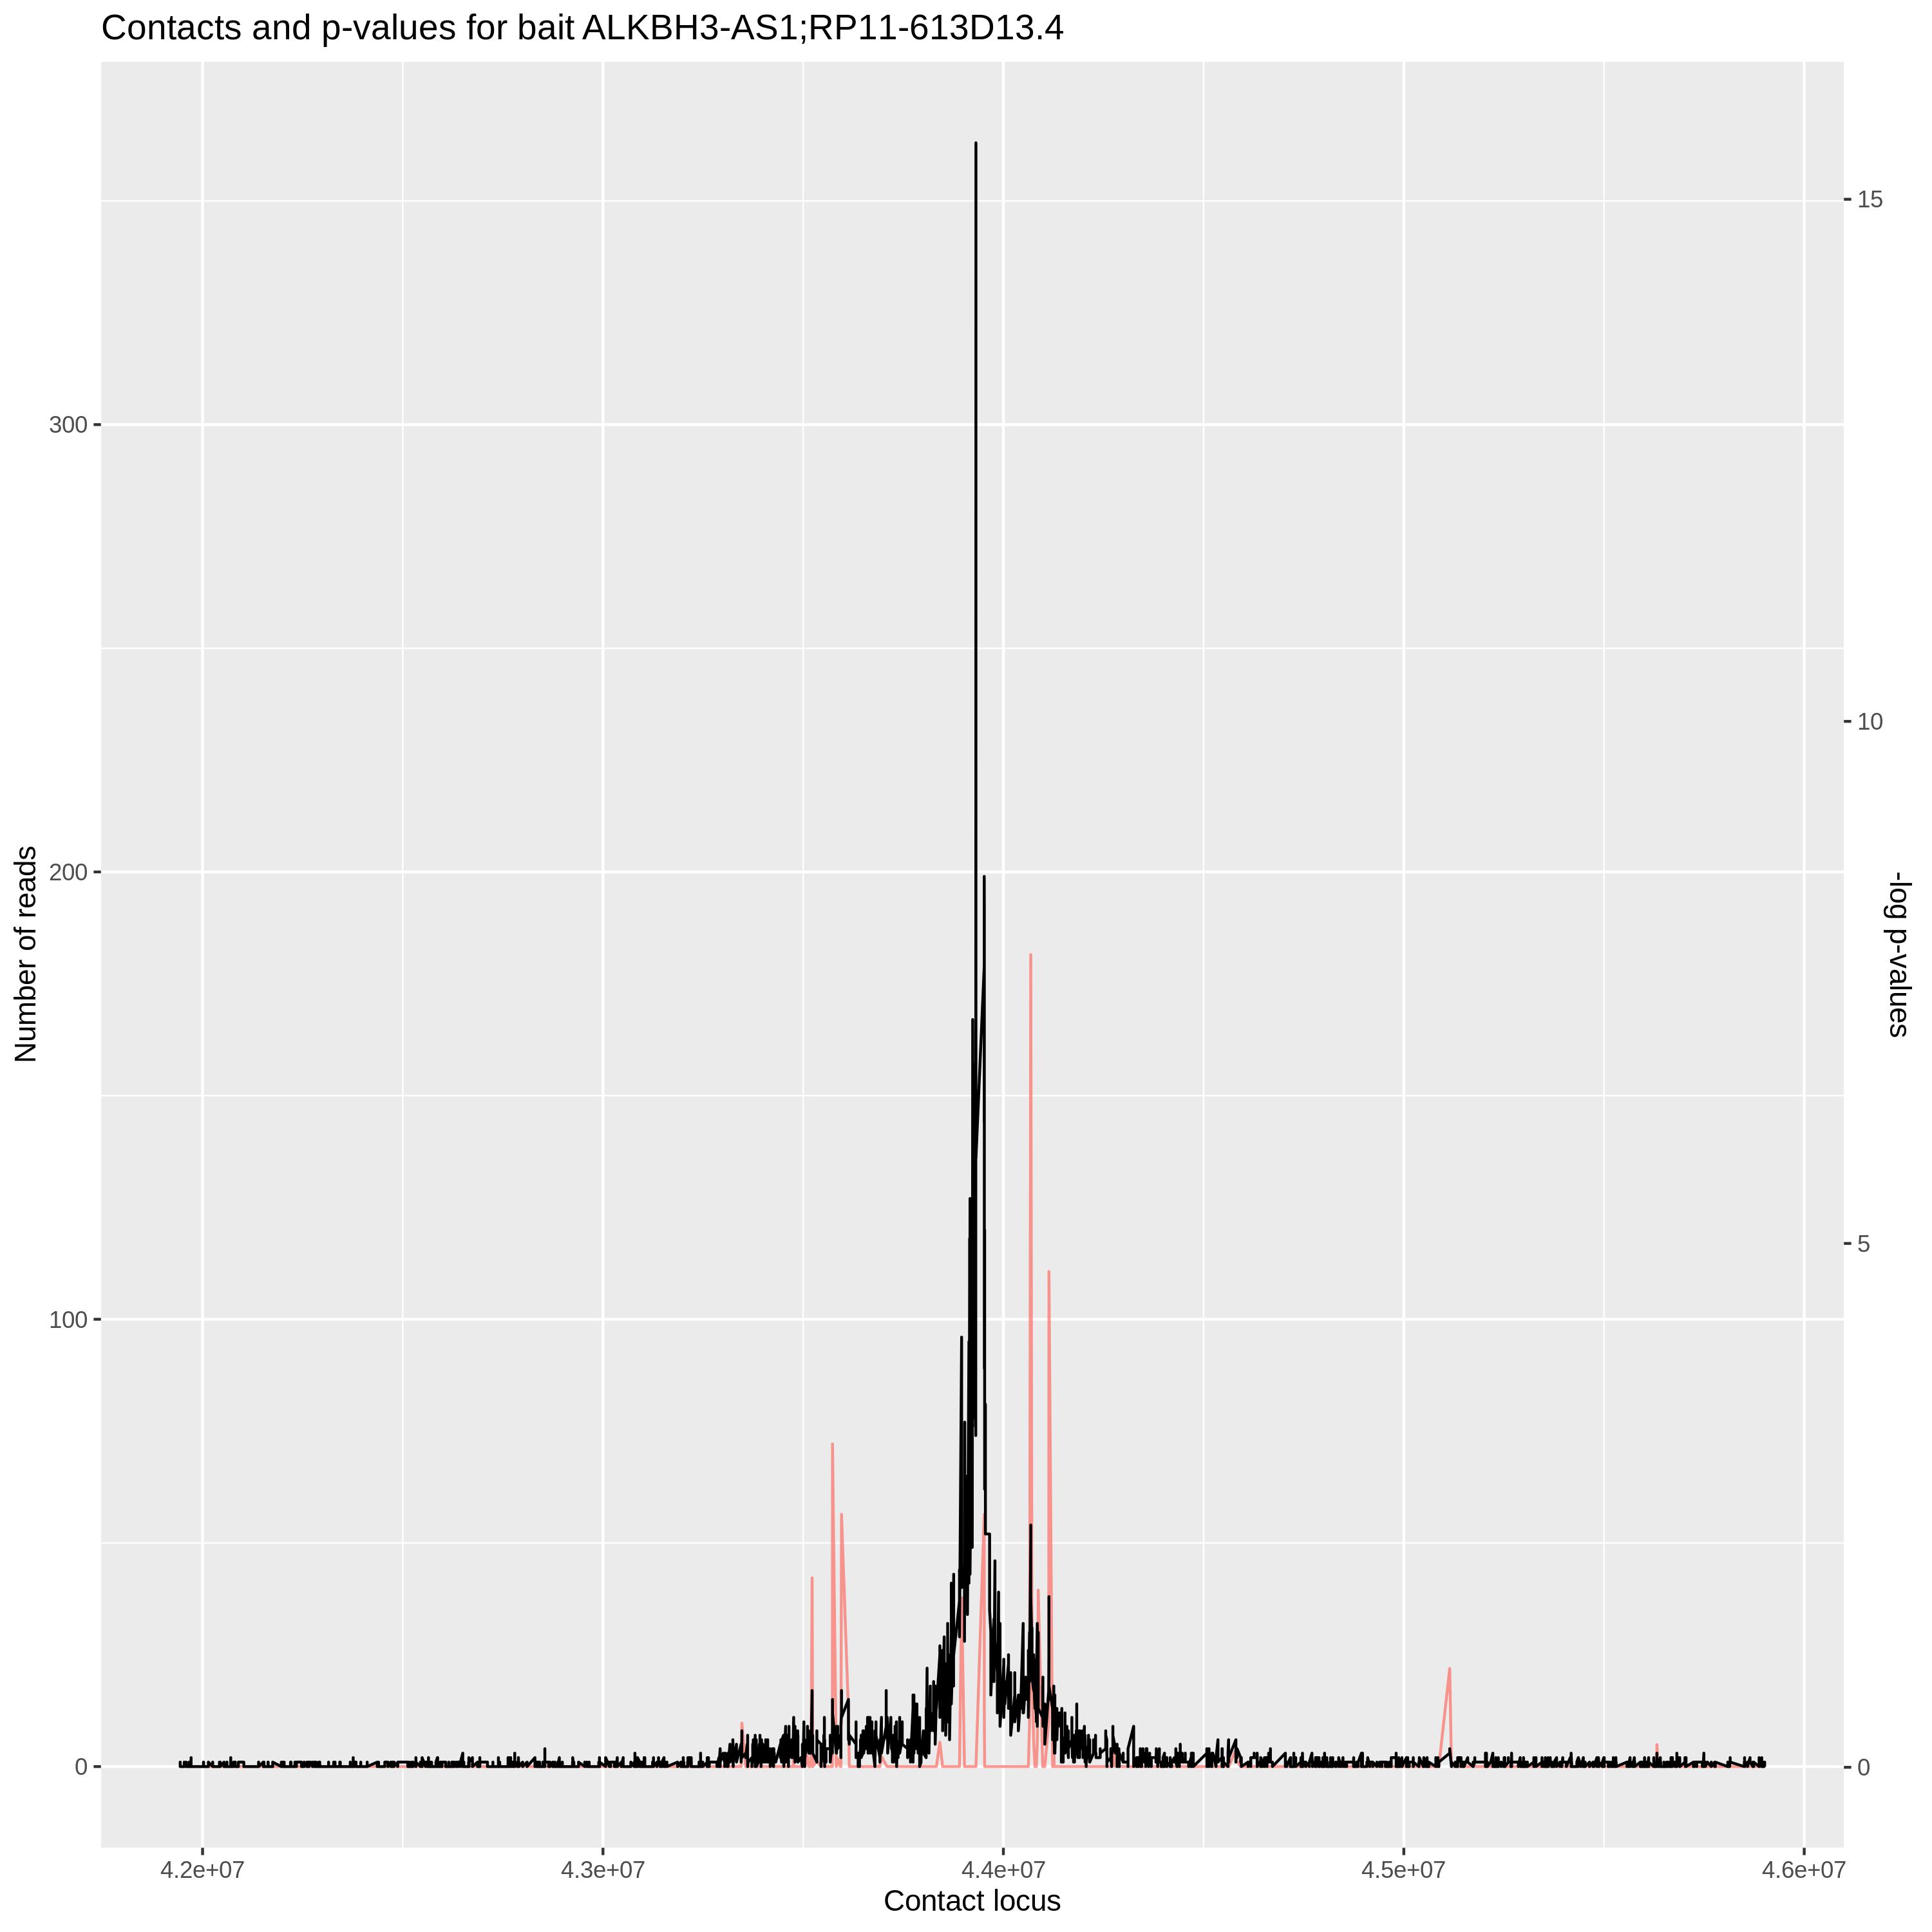 Contacts and p-values for bait ALKBH3-AS1;RP11-613D13.4
Number of reads
300
200
100
0
15
10
5
0
-log p-values
4.2e+07
4.3e+07
4.4e+07
4.5e+07
4.6e+07
Contact locus